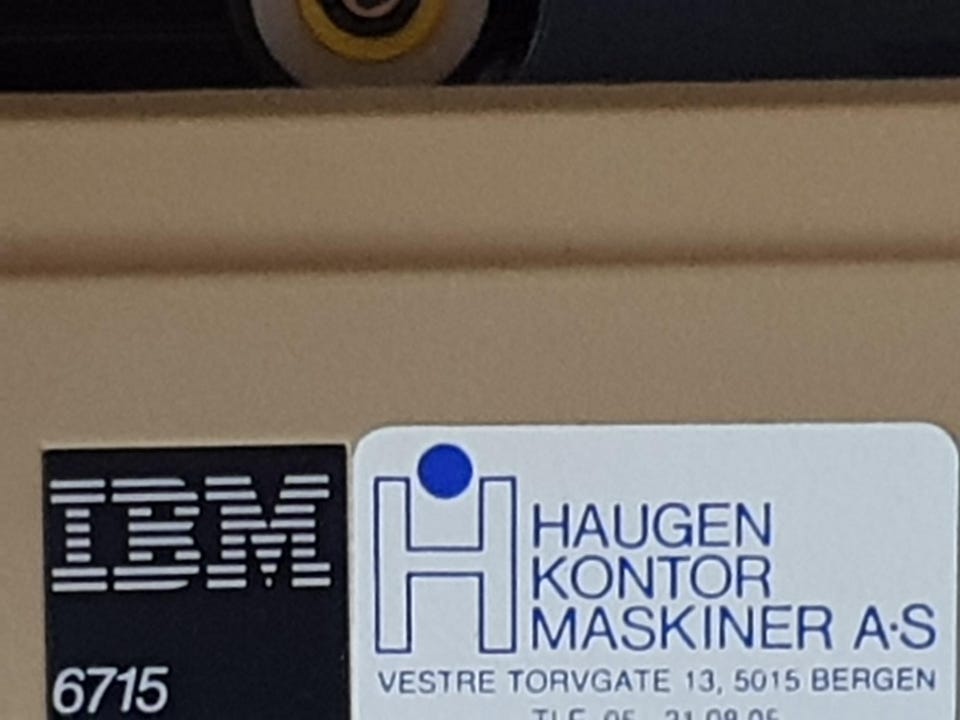 IBM
6715
HAUGEN
KONTOR
MASKINER A·S
VESTRE TORVGATE 13, 5015 BERGEN